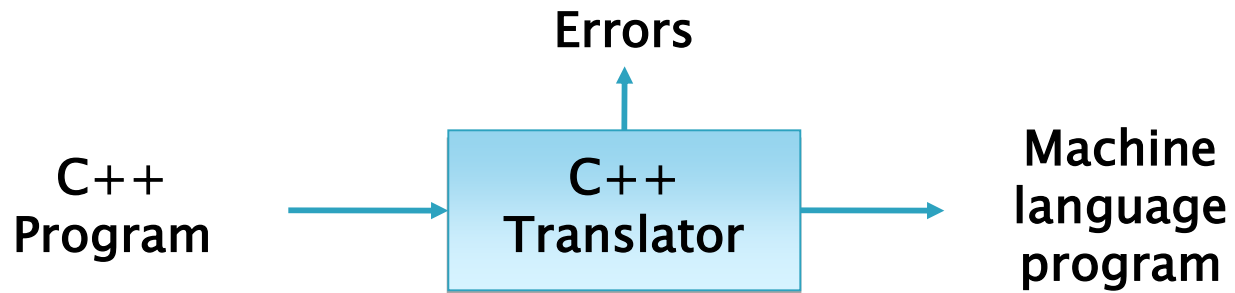 Errors
C++
Program
C++
Translator
Machine
language
program